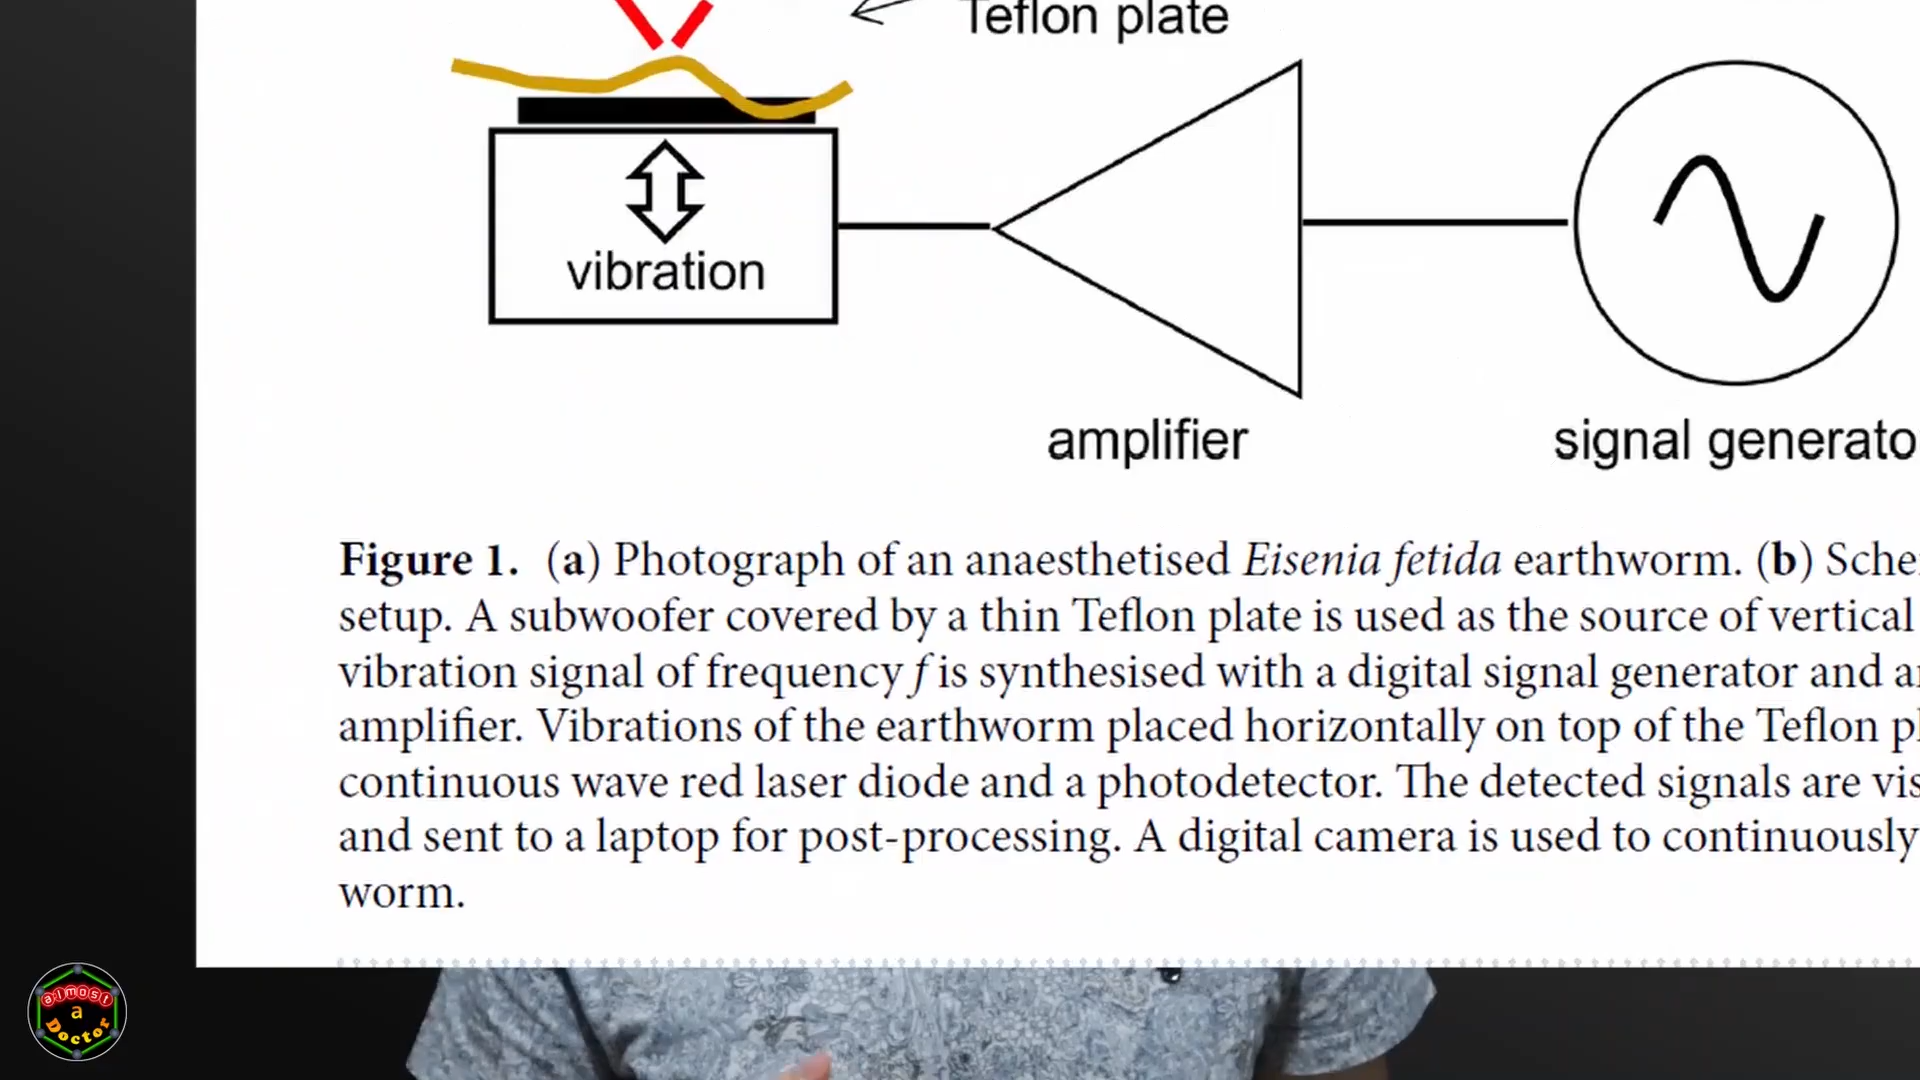 Teflon plate
vibration
amplifier
signal generato
Figure 1. (a) Photograph of an anaesthetised Eisenia fetida earthworm. (b) Sche
setup. A subwoofer covered by a thin Teflon plate is used as the source of vertical
vibration signal of frequency f is synthesised with a digital signal generator and a
amplifier. Vibrations of the earthworm placed horizontally on top of the Teflon pl
continuous wave red laser diode and a photodetector. The detected signals are vis
and sent to a laptop for post-processing. A digital camera is used to continuously
worm.
almost
a
Doctor